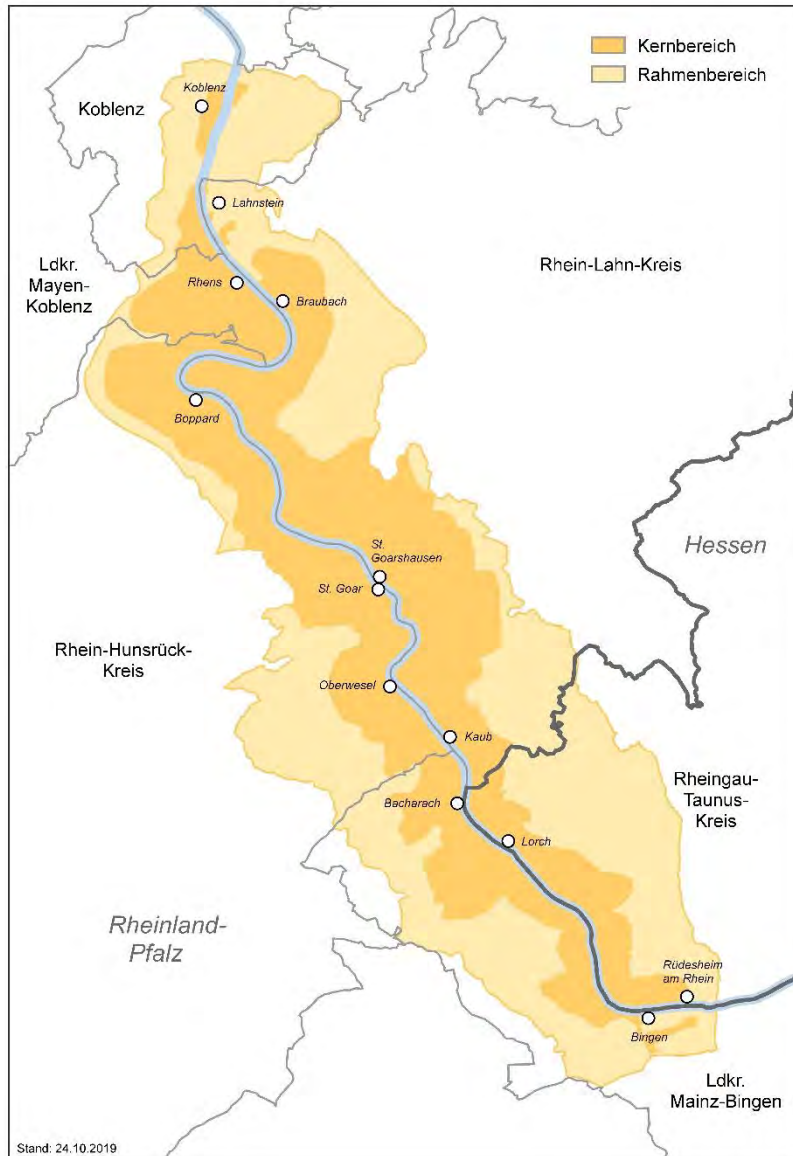 Kernbereich
Rahmenbereich
Koblenz
Koblenz
Lahnstein
Ldkr.
Mayen-
Koblenz
Rhein-Lahn-Kreis
Rhens
Braubach
Boppard
St.
Goarshausen
St. Goar
Hessen
Rhein-Hunsrück-
Kreis
Oberwesel
Kaub
Rheingau-
Taunus-
Kreis
Bacharach
Lorch
Rheinland-
Pfalz
Rüdesheim
am Rhein
Bingen
Ldkr.
Mainz-Bingen
Stand: 24.10.2019